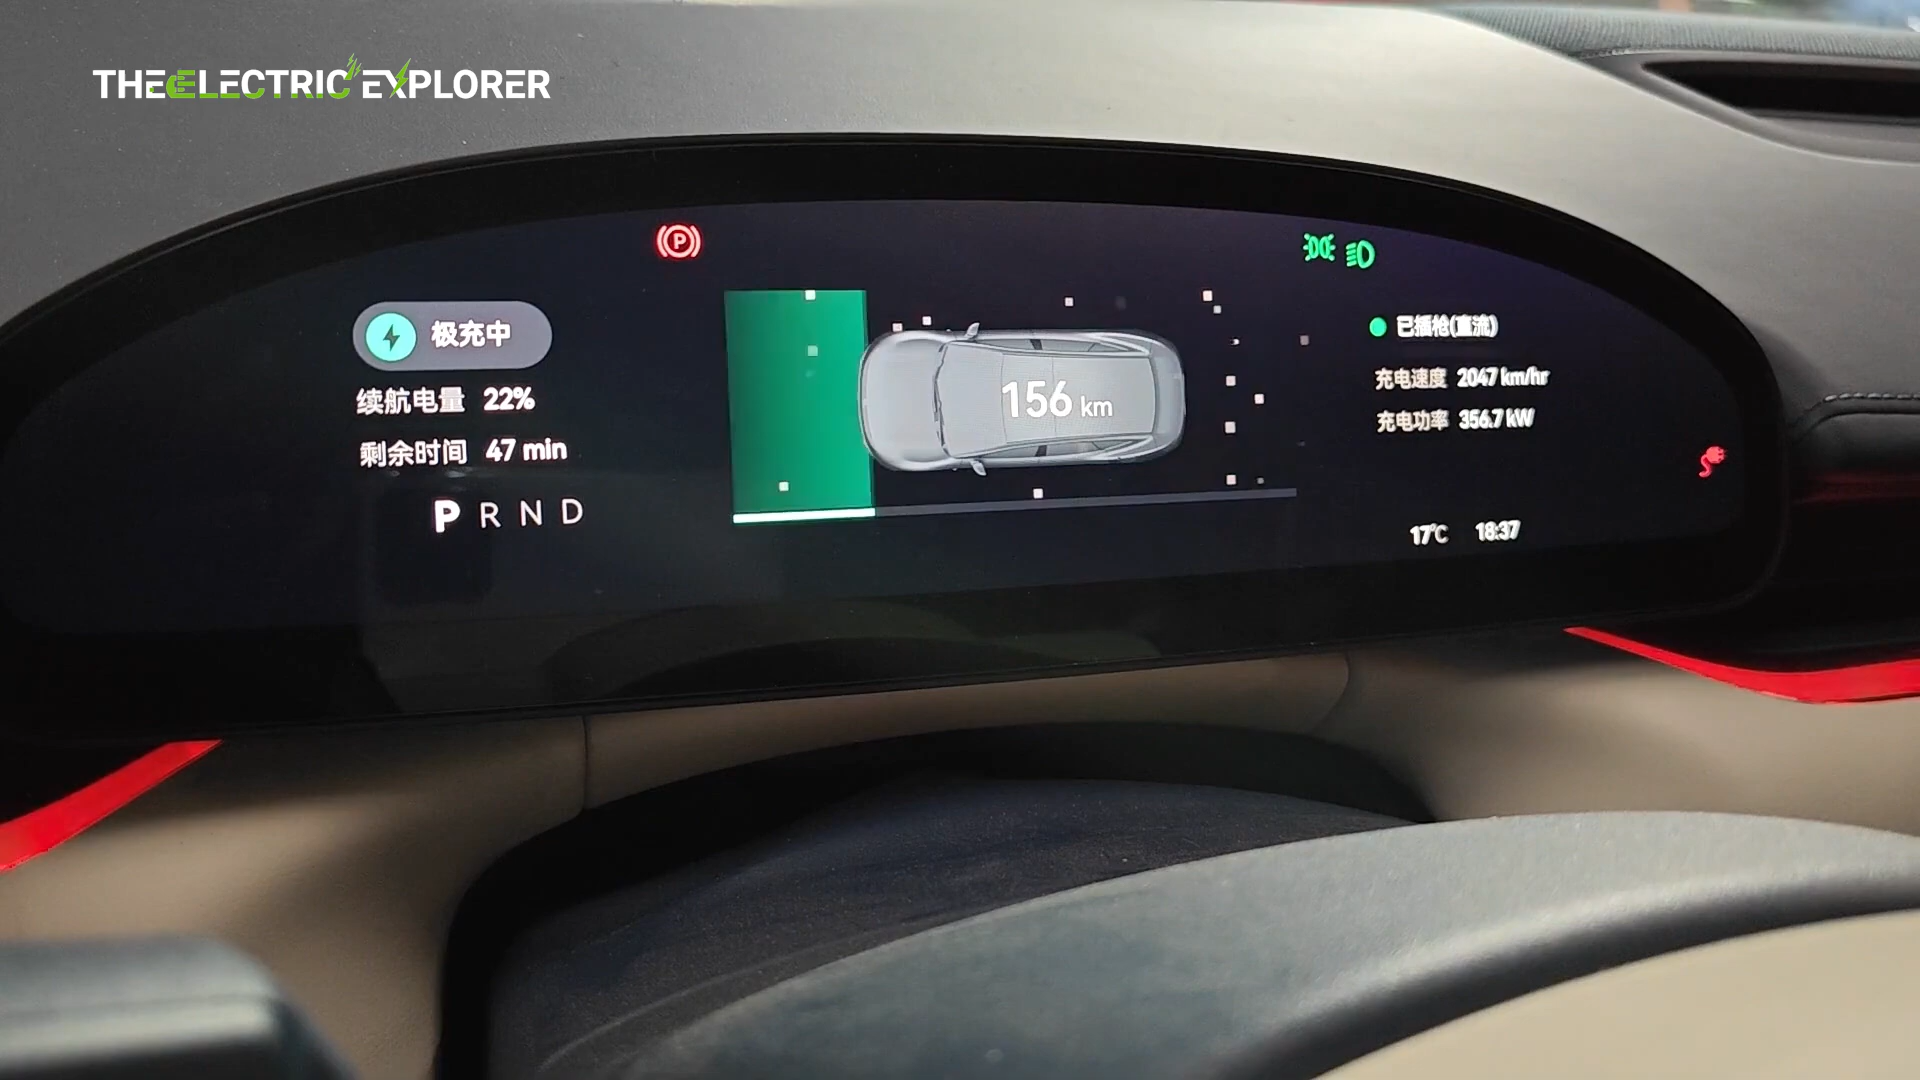 THE ELECTRIC EXPLORER
极充中
续航电量 22%
剩余时间 47 min
P R N D
156 km
已插枪(直流)
充电速度 2047 km/hr
充电功率 356.7 kW
17℃ 18:37